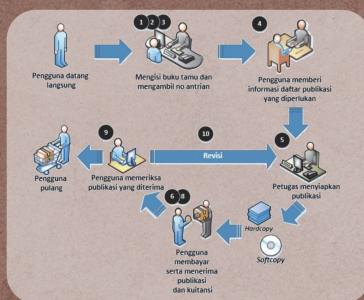 1 2 3
4
Pengguna datang
langsung
Mengisi buku tamu dan
mengambil no antrian
Pengguna memberi
informasi daftar publikasi
yang diperlukan
9
10
5
Revisi
Pengguna
pulang
Pengguna memeriksa
publikasi yang diterima
Petugas menyiapkan
publikasi
6 8
Hardcopy
Softcopy
Pengguna
membayar
serta menerima
publikasi
dan kuitansi